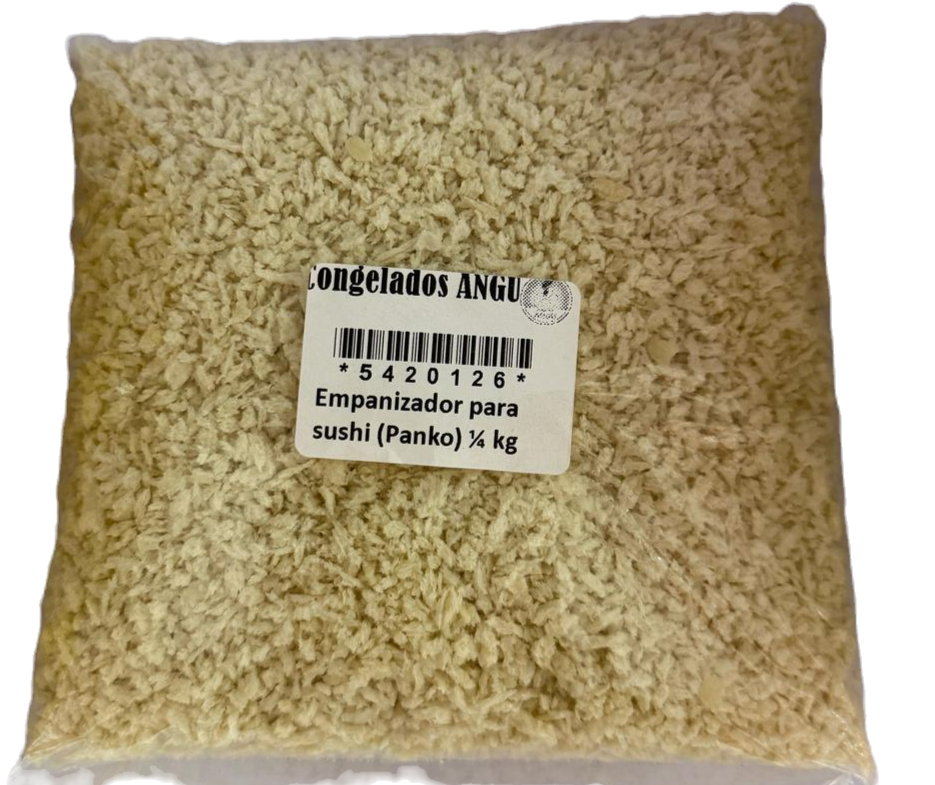 Congelados ANGU
*5420126*
Empanizador para
sushi (Panko) ¼ kg